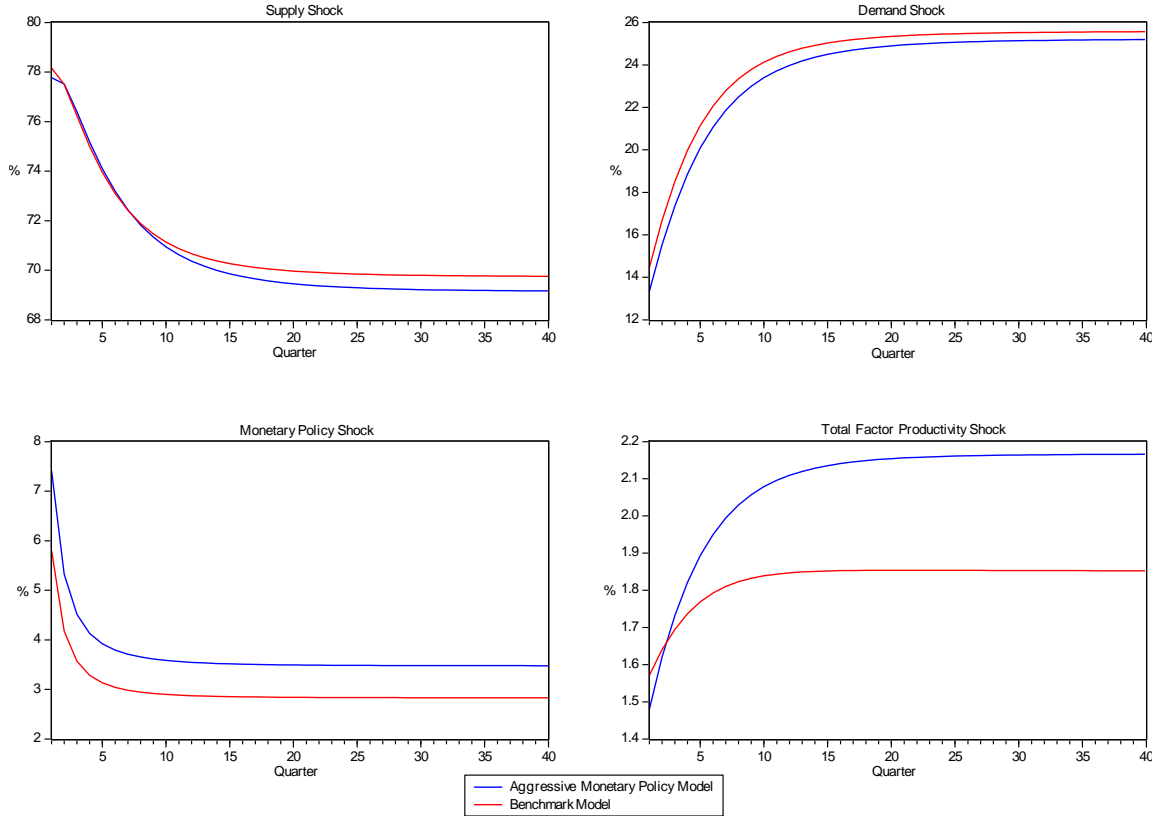 Supply Shock
80
78
76
74
72
70
68
%
5 10 15 20 25 30 35 40
Quarter
Demand Shock
26
24
22
20
18
16
14
12
%
5 10 15 20 25 30 35 40
Quarter
Monetary Policy Shock
8
7
6
5
4
3
2
%
5 10 15 20 25 30 35 40
Quarter
Total Factor Productivity Shock
2.2
2.1
2.0
1.9
1.8
1.7
1.6
1.5
1.4
%
5 10 15 20 25 30 35 40
Quarter
Aggressive Monetary Policy Model
Benchmark Model